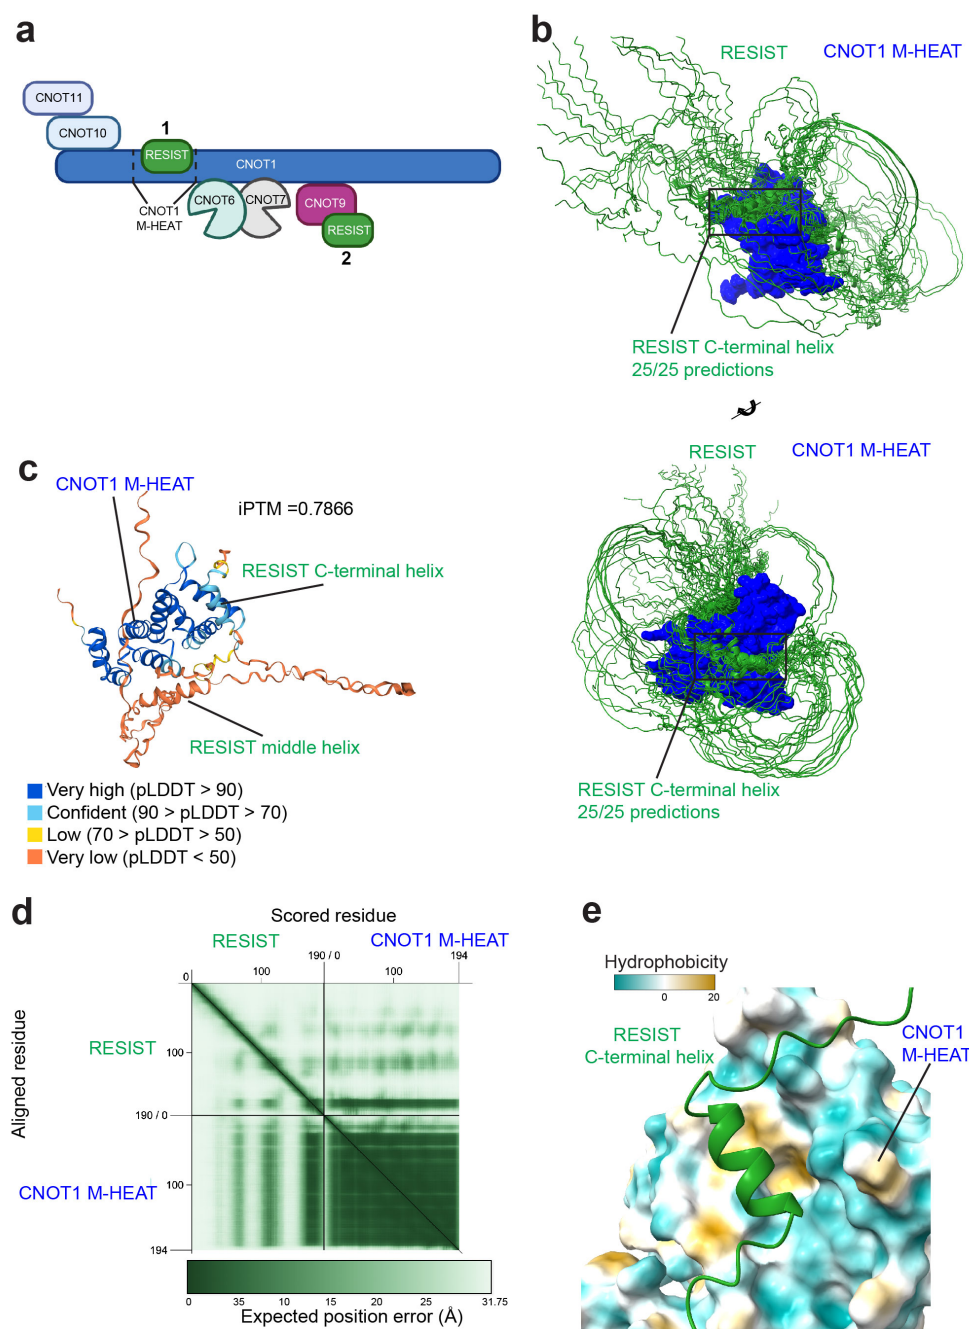 a
CNOT11
CNOT10
1
RESIST
CNOT1
CNOT1
M-HEAT
CNOT6
CNOT7
CNOT9
RESIST
2
b
RESIST
CNOT1 M-HEAT
RESIST C-terminal helix
25/25 predictions
RESIST
CNOT1 M-HEAT
RESIST C-terminal helix
25/25 predictions
c
CNOT1 M-HEAT
iPTM =0.7866
RESIST C-terminal helix
RESIST middle helix
Very high (pLDDT > 90)
Confident (90 > pLDDT > 70)
Low (70 > pLDDT > 50)
Very low (pLDDT < 50)
d
Scored residue
RESIST
CNOT1 M-HEAT
0
100
190 / 0
100
194
Aligned residue
RESIST
100
190 / 0
CNOT1 M-HEAT
100
194
0 35 10 15 20 25 31.75
Expected position error (Å)
e
Hydrophobicity
-20 0 20
RESIST
C-terminal helix
CNOT1
M-HEAT